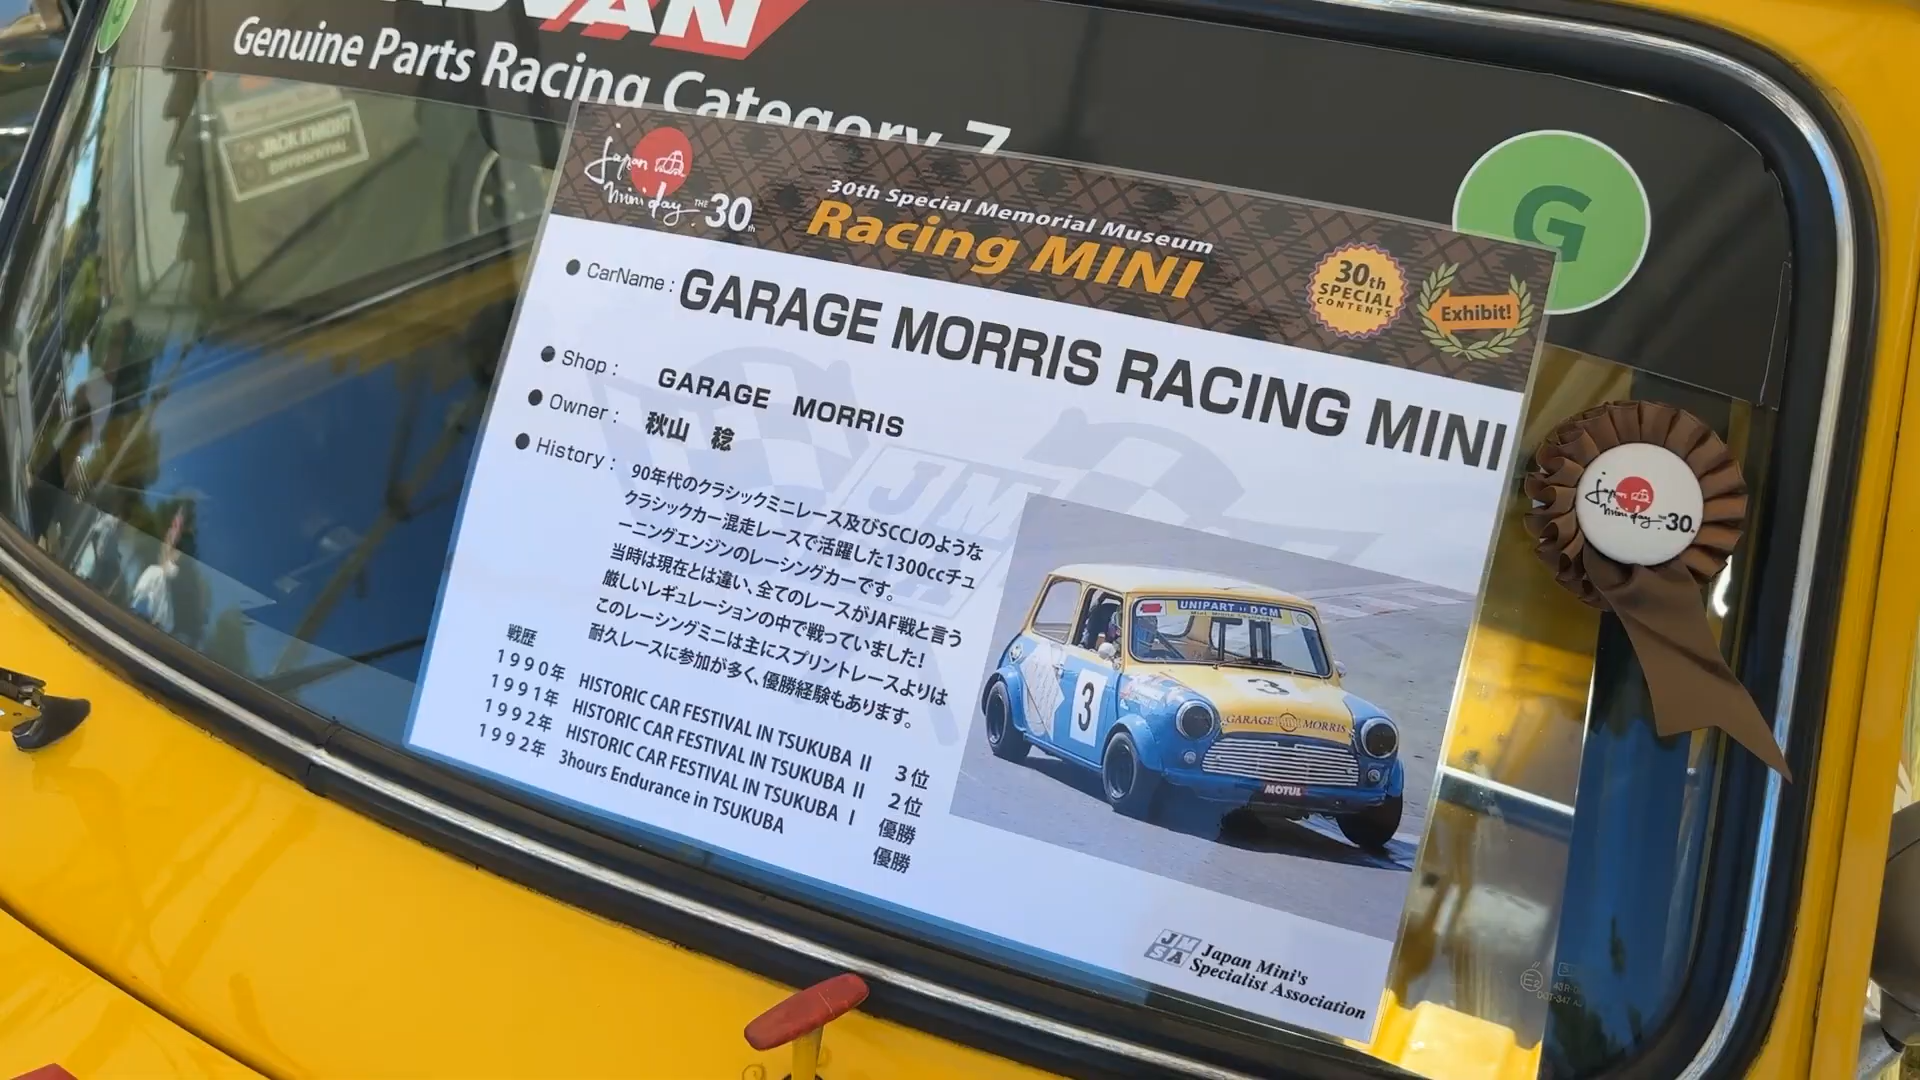 ADVAN
Genuine Parts Racing Category 7
JACK KNIGHT
DIFFERENTIAL
Japan
mini day. THE 30th
30th Special Memorial Museum
Racing MINI
30th
SPECIAL
CONTENTS
Exhibit!
G
● CarName : GARAGE MORRIS RACING MINI
● Shop : GARAGE MORRIS
● Owner : 秋山 稔
● History : 90年代のクラシックミニレース及びSCCJのような
クラシックカー混走レースで活躍した1300ccチュ
ーニングエンジンのレーシングカーです。
当時は現在とは違い、全てのレースがJAF戦と言う
厳しいレギュレーションの中で戦っていました!
このレーシングミニは主にスプリントレースよりは
耐久レースに参加が多く、優勝経験もあります。
戦歴
1990年 HISTORIC CAR FESTIVAL IN TSUKUBA Ⅱ 3位
1991年 HISTORIC CAR FESTIVAL IN TSUKUBA Ⅱ 2位
1992年 HISTORIC CAR FESTIVAL IN TSUKUBA Ⅰ 優勝
1992年 3hours Endurance in TSUKUBA 優勝
UNIPART DCM
3
3
GARAGE MORRIS
MOTUL
JM
SA
Japan Mini's
Specialist Association
Japan
mini day. THE 30th